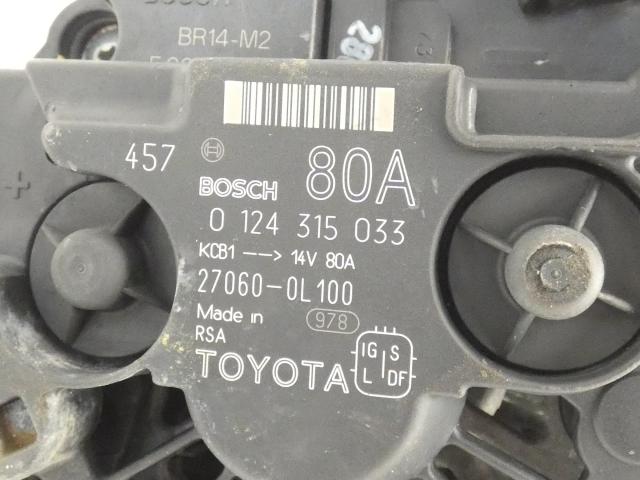 BOSCH
BR14-M2
457
80A
BOSCH
0 124 315 033
KCB1 --> 14V 80A
27060-0L100
Made in
RSA
978
TOYOTA
IG S
L DF